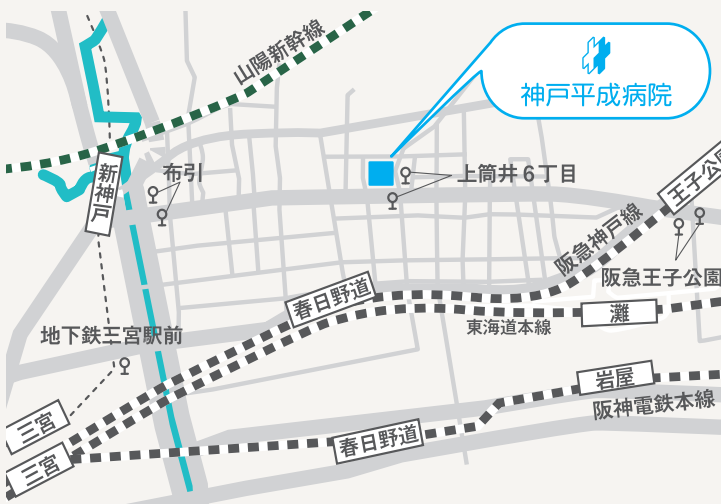 山陽新幹線
神戸平成病院
新神戸
布引
上筒井6丁目
王子公園
阪急神戸線
阪急王子公園
春日野道
灘
東海道本線
地下鉄三宮駅前
岩屋
阪神電鉄本線
三宮
春日野道
三宮